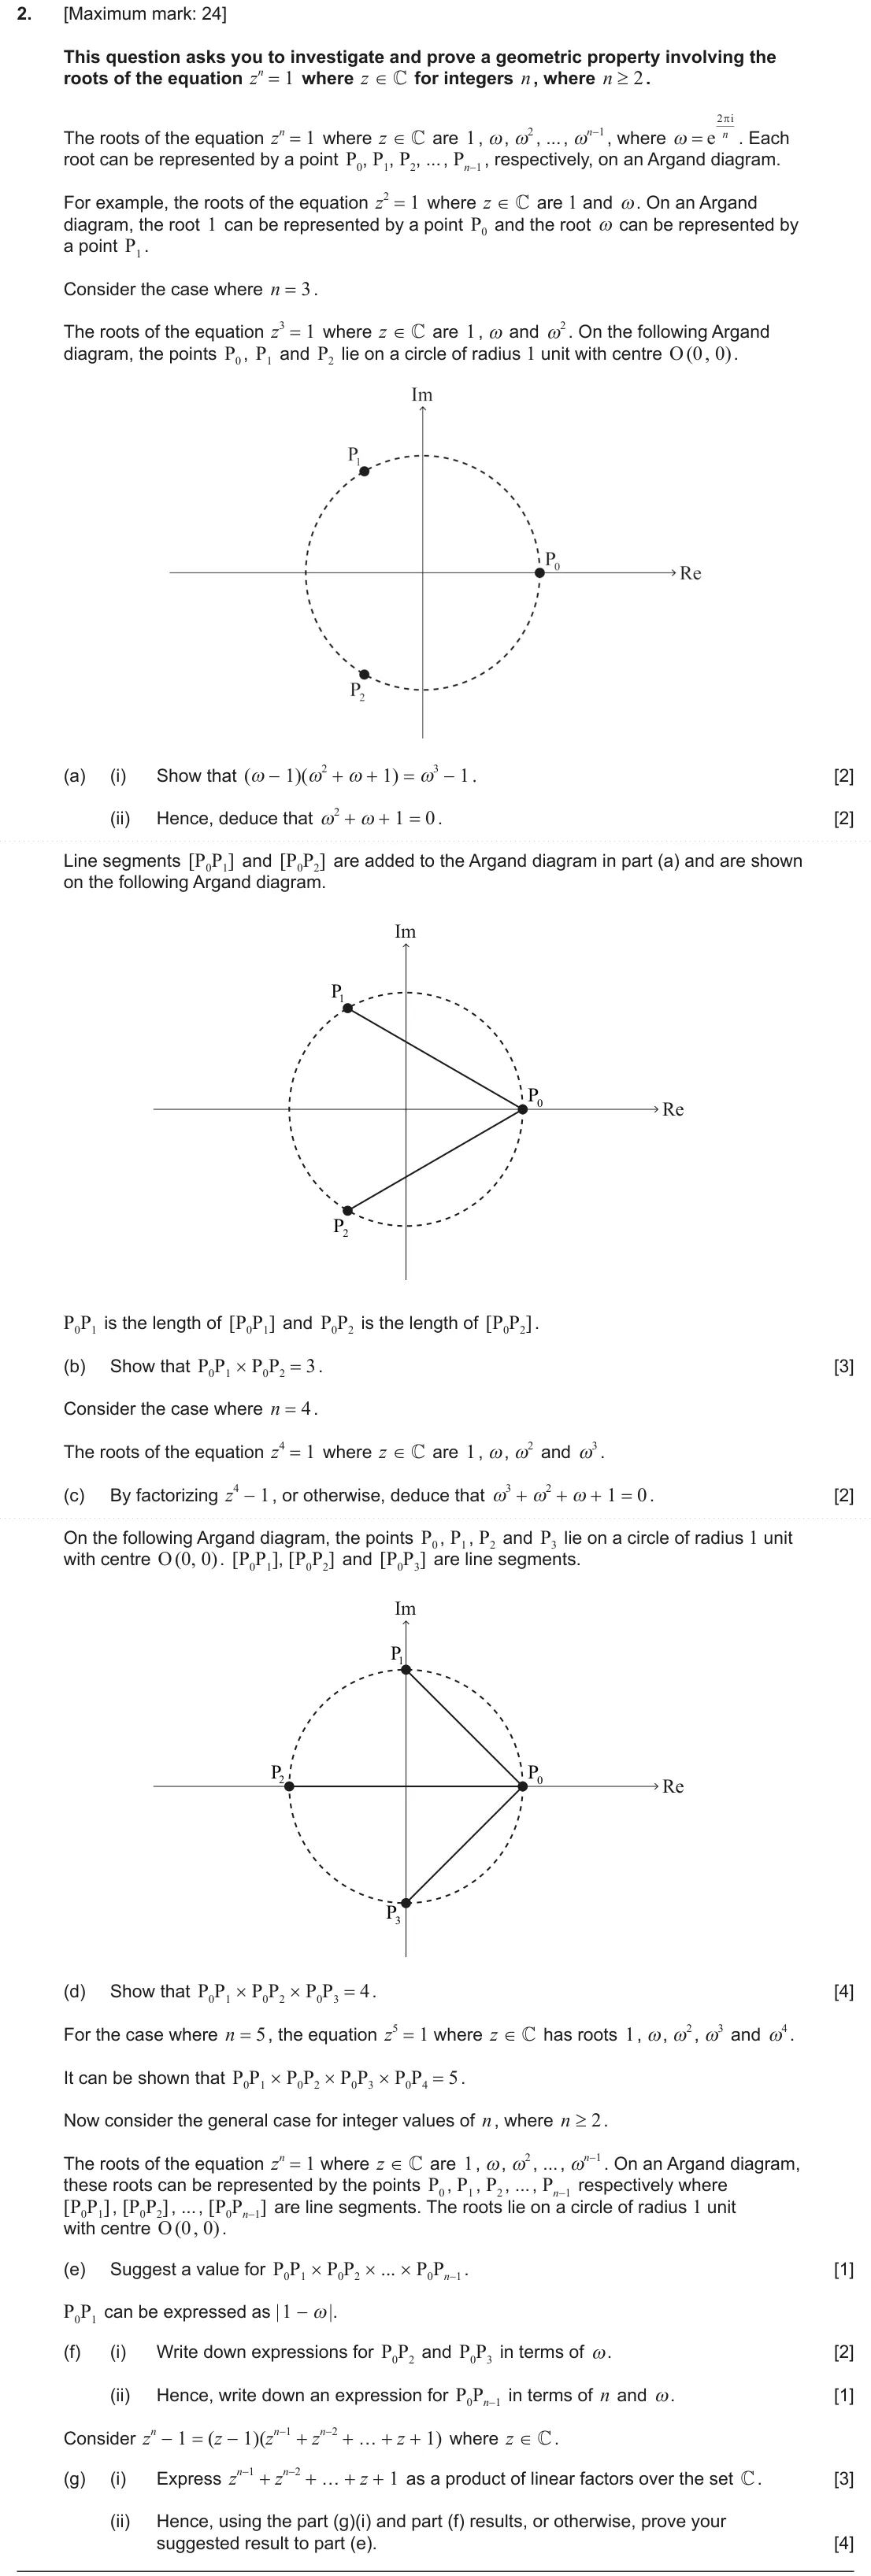 2. [Maximum mark: 24]
This question asks you to investigate and prove a geometric property involving the
roots of the equation zⁿ = 1 where z ∈ ℂ for integers n, where n ≥ 2.
The roots of the equation zⁿ = 1 where z ∈ ℂ are 1, ω, ω², ..., ωⁿ⁻¹, where ω = e^(2πi/n). Each
root can be represented by a point P₀, P₁, P₂, ..., Pₙ₋₁, respectively, on an Argand diagram.
For example, the roots of the equation z² = 1 where z ∈ ℂ are 1 and ω. On an Argand
diagram, the root 1 can be represented by a point P₀ and the root ω can be represented by
a point P₁.
Consider the case where n = 3.
The roots of the equation z³ = 1 where z ∈ ℂ are 1, ω and ω². On the following Argand
diagram, the points P₀, P₁ and P₂ lie on a circle of radius 1 unit with centre O(0, 0).
Im
P₁
P₀
Re
P₂
(a) (i) Show that (ω − 1)(ω² + ω + 1) = ω³ − 1. [2]
(ii) Hence, deduce that ω² + ω + 1 = 0. [2]
Line segments [P₀P₁] and [P₀P₂] are added to the Argand diagram in part (a) and are shown
on the following Argand diagram.
Im
P₁
P₀
Re
P₂
P₀P₁ is the length of [P₀P₁] and P₀P₂ is the length of [P₀P₂].
(b) Show that P₀P₁ × P₀P₂ = 3. [3]
Consider the case where n = 4.
The roots of the equation z⁴ = 1 where z ∈ ℂ are 1, ω, ω² and ω³.
(c) By factorizing z⁴ − 1, or otherwise, deduce that ω³ + ω² + ω + 1 = 0. [2]
On the following Argand diagram, the points P₀, P₁, P₂ and P₃ lie on a circle of radius 1 unit
with centre O(0, 0). [P₀P₁], [P₀P₂] and [P₀P₃] are line segments.
Im
P₁
P₂
P₀
Re
P₃
(d) Show that P₀P₁ × P₀P₂ × P₀P₃ = 4. [4]
For the case where n = 5, the equation z⁵ = 1 where z ∈ ℂ has roots 1, ω, ω², ω³ and ω⁴.
It can be shown that P₀P₁ × P₀P₂ × P₀P₃ × P₀P₄ = 5.
Now consider the general case for integer values of n, where n ≥ 2.
The roots of the equation zⁿ = 1 where z ∈ ℂ are 1, ω, ω², ..., ωⁿ⁻¹. On an Argand diagram,
these roots can be represented by the points P₀, P₁, P₂, ..., Pₙ₋₁ respectively where
[P₀P₁], [P₀P₂], ..., [P₀Pₙ₋₁] are line segments. The roots lie on a circle of radius 1 unit
with centre O(0, 0).
(e) Suggest a value for P₀P₁ × P₀P₂ × ... × P₀Pₙ₋₁. [1]
P₀P₁ can be expressed as |1 − ω|.
(f) (i) Write down expressions for P₀P₂ and P₀P₃ in terms of ω. [2]
(ii) Hence, write down an expression for P₀Pₙ₋₁ in terms of n and ω. [1]
Consider zⁿ − 1 = (z − 1)(zⁿ⁻¹ + zⁿ⁻² + ... + z + 1) where z ∈ ℂ.
(g) (i) Express zⁿ⁻¹ + zⁿ⁻² + ... + z + 1 as a product of linear factors over the set ℂ. [3]
(ii) Hence, using the part (g)(i) and part (f) results, or otherwise, prove your
suggested result to part (e). [4]